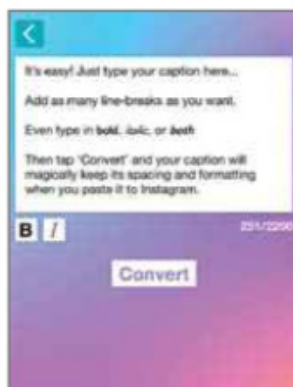 It's easy! Just type your caption here...
Add as many line-breaks as you want.
Even type in bold, italic, or both
Then tap 'Convert' and your caption will
magically keep its spacing and formatting
when you paste it to Instagram.
B I
251/2200
Convert